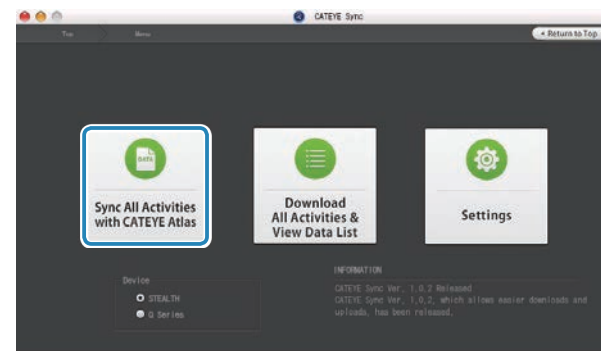 CATEYE Sync
Top
Menu
Return to Top
DATA
Sync All Activities
with CATEYE Atlas
Download
All Activities &
View Data List
Settings
Device
STEALTH
Q Series
INFORMATION
CATEYE Sync Ver. 1.0.2 Released
CATEYE Sync Ver. 1.0.2, which allows easier downloads and
uploads, has been released.